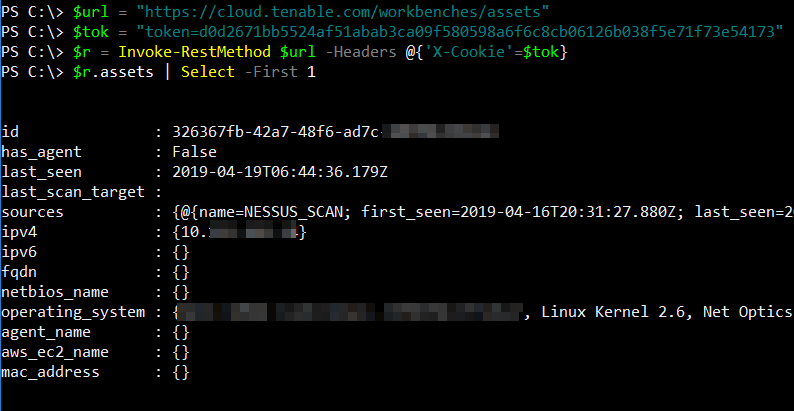 PS C:\> $url = "https://cloud.tenable.com/workbenches/assets"
PS C:\> $tok = "token=d0d2671bb5524af51abab3ca09f580598a6f6c8cb06126b038f5e71f73e54173"
PS C:\> $r = Invoke-RestMethod $url -Headers @{'X-Cookie'=$tok}
PS C:\> $r.assets | Select -First 1
id : 326367fb-42a7-48f6-ad7c-
has_agent : False
last_seen : 2019-04-19T06:44:36.179Z
last_scan_target :
sources : {@{name=NESSUS_SCAN; first_seen=2019-04-16T20:31:27.880Z; last_seen=2
ipv4 : {10. }
ipv6 : {}
fqdn : {}
netbios_name : {}
operating_system : { , Linux Kernel 2.6, Net Optics
agent_name : {}
aws_ec2_name : {}
mac_address : {}